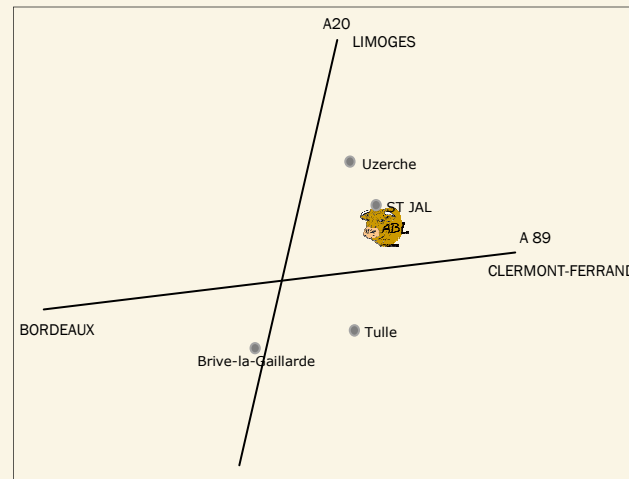 A20
LIMOGES
Uzerche
ST JAL
ABL
A 89
CLERMONT-FERRAND
BORDEAUX
Tulle
Brive-la-Gaillarde